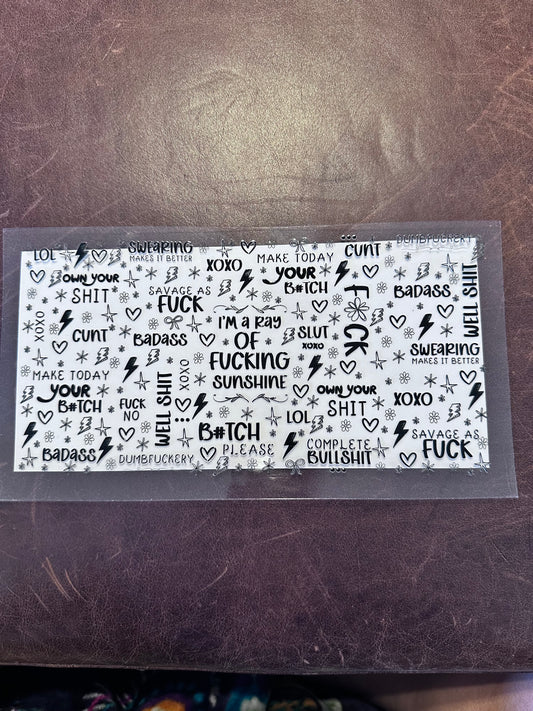 LOL
SWEARING
MAKES IT BETTER
XOXO
MAKE TODAY
YOUR
B#TCH
CUNT
DUMBFUCKERY
BADASS
OWN YOUR
SHIT
SAVAGE AS
FUCK
BADASS
WELL SHIT
XOXO
CUNT
BADASS
I'M A RAY
OF
FUCKING
SUNSHINE
SLUT
XOXO
F CK
SWEARING
MAKES IT BETTER
MAKE TODAY
YOUR
B#TCH
FUCK
NO
WELL SHIT
XOXO
OWN YOUR
SHIT
XOXO
LOL
B#TCH
PLEASE
COMPLETE
BULLSHIT
SAVAGE AS
FUCK
BADASS
DUMBFUCKERY